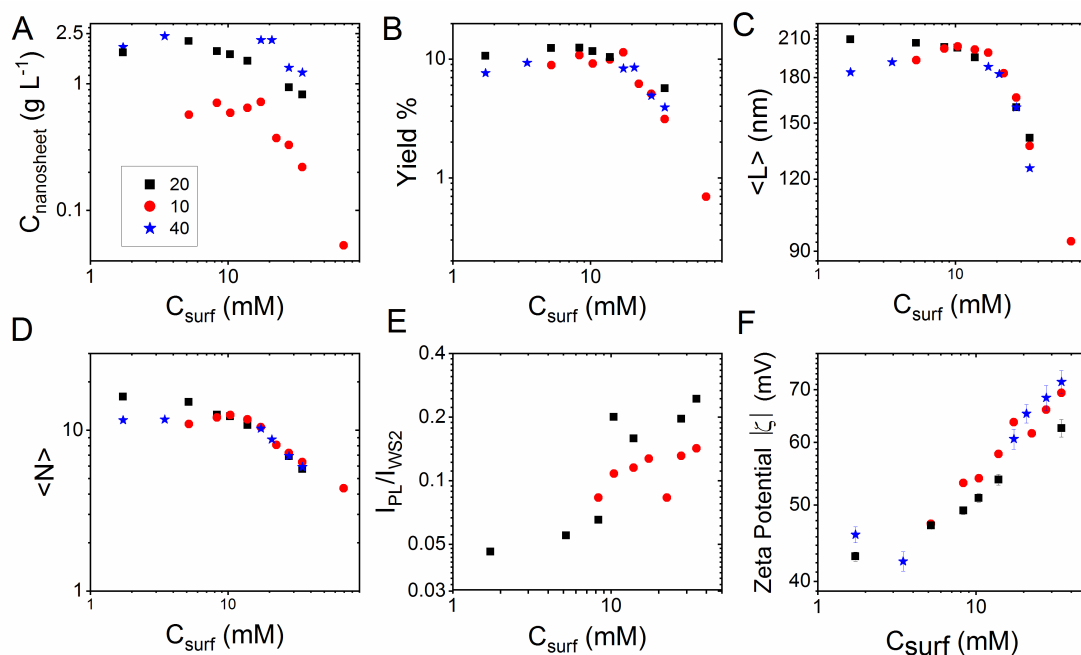 A
2.5
1
0.1
C_nanosheet (g L⁻¹)
20
10
40
1
10
C_surf (mM)
B
10
1
Yield %
1
10
C_surf (mM)
C
210
180
150
120
90
<L> (nm)
1
10
C_surf (mM)
D
10
1
<N>
1
10
C_surf (mM)
E
0.4
0.2
0.1
0.05
0.03
I_PL/I_WS2
1
10
C_surf (mM)
F
70
60
50
40
Zeta Potential |ζ| (mV)
1
10
C_surf (mM)